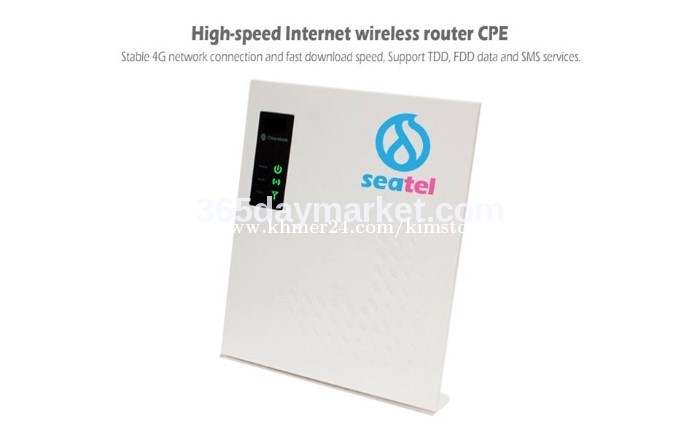 High-speed Internet wireless router CPE
Stable 4G network connection and fast download speed, Support TDD, FDD data and SMS services.
seatel
365daymarket.com
www.khmer24.com/kimstore